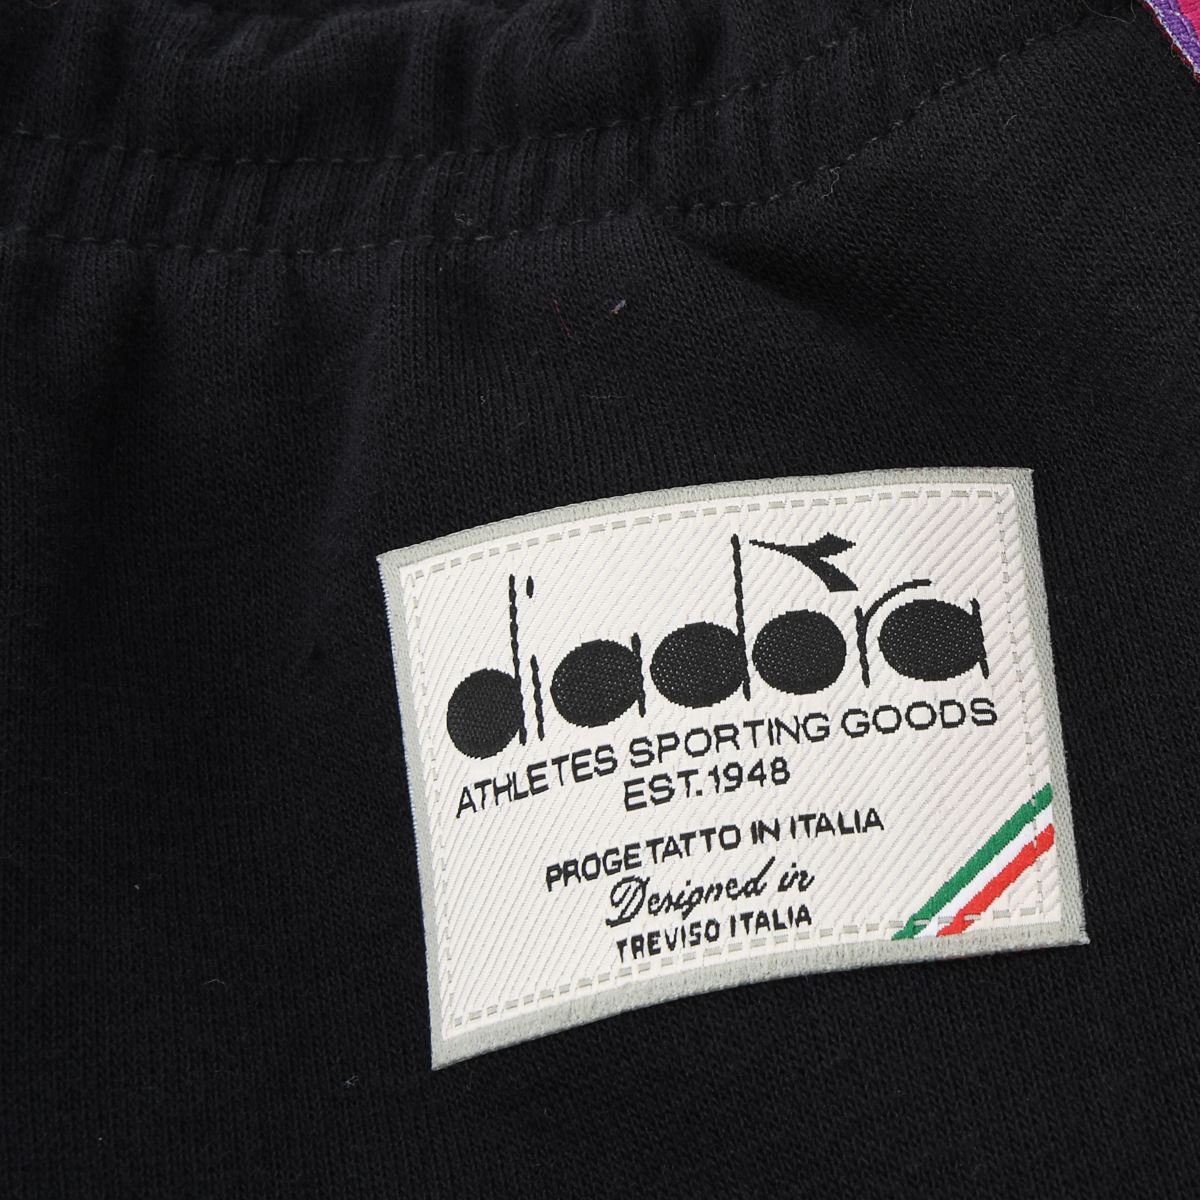 diadora
ATHLETES SPORTING GOODS
EST.1948
PROGETATTO IN ITALIA
Designed in
TREVISO ITALIA